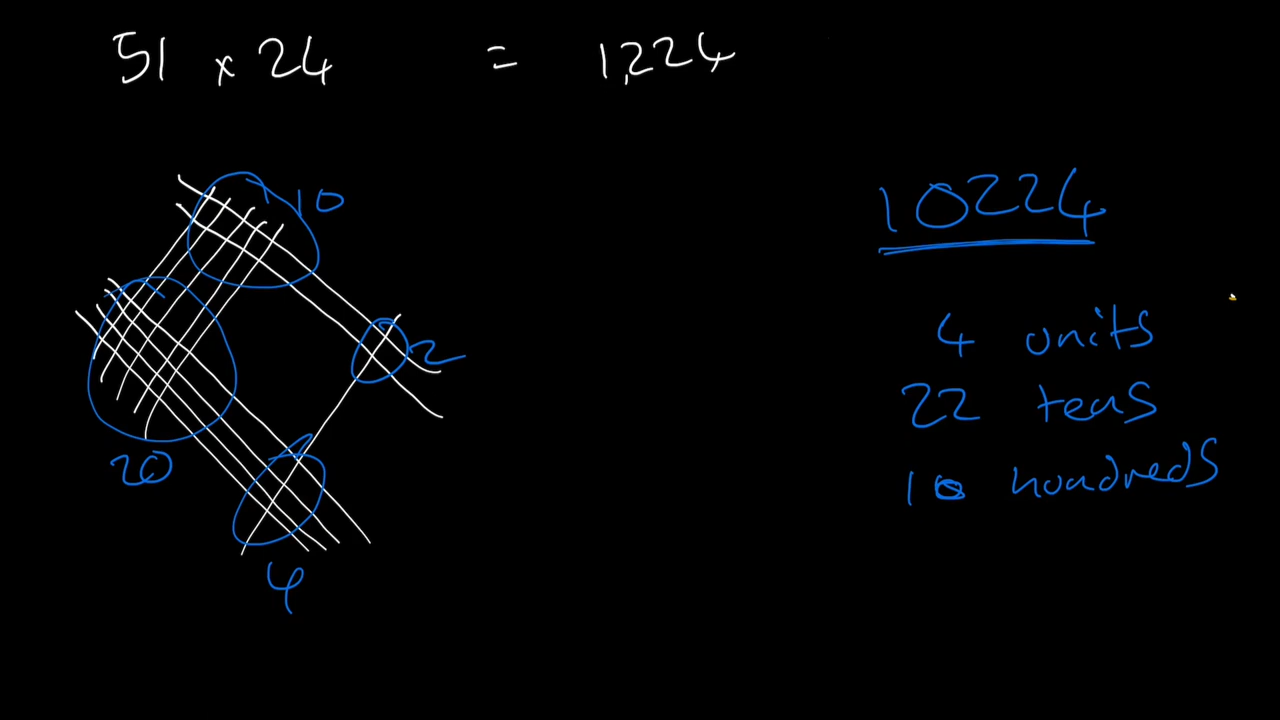 51 × 24 = 1,224
10
10224
2
4 units
22 tens
20
10 hundreds
4